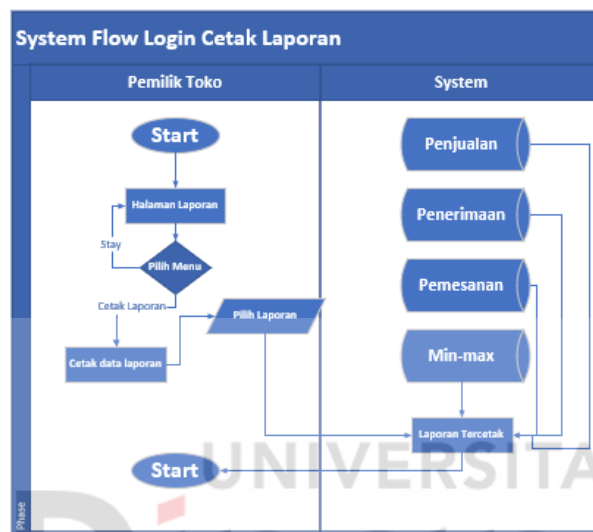 System Flow Login Cetak Laporan
Pemilik Toko
System
Start
Penjualan
Halaman Laporan
Penerimaan
Stay
Pilih Menu
Pemesanan
Cetak Laporan
Pilih Laporan
Cetak data laporan
Min-max
Laporan Tercetak
Start
UNIVERSITA
Phase